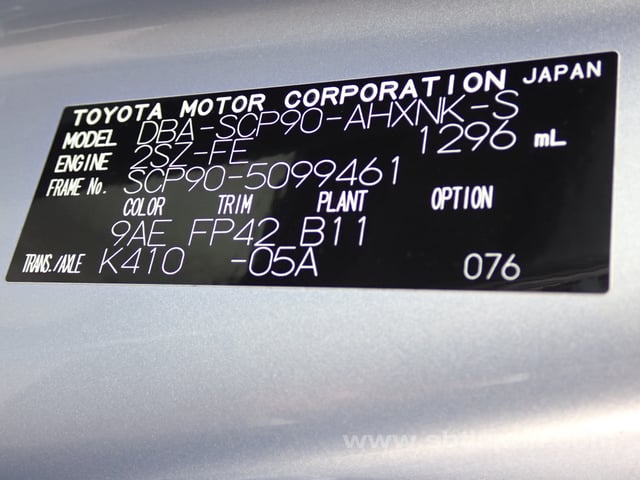 TOYOTA MOTOR CORPORATION JAPAN
MODEL DBA-SCP90-AHXNK-S
ENGINE 2SZ-FE 1296 mL
FRAME No. SCP90-5099461
COLOR TRIM PLANT OPTION
9AE FP42 B11
TRANS./AXLE K410 -05A 076